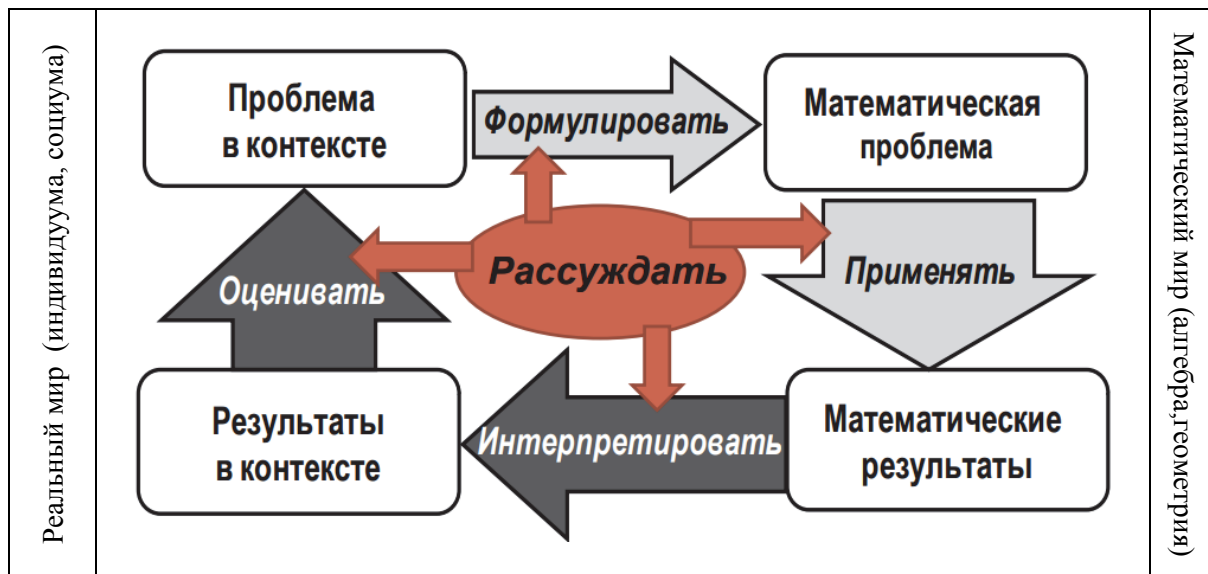 Реальный мир (индивидуума, социума)
Проблема
в контексте
Формулировать
Математическая
проблема
Рассуждать
Оценивать
Применять
Результаты
в контексте
Интерпретировать
Математические
результаты
Математический мир (алгебра,геометрия)